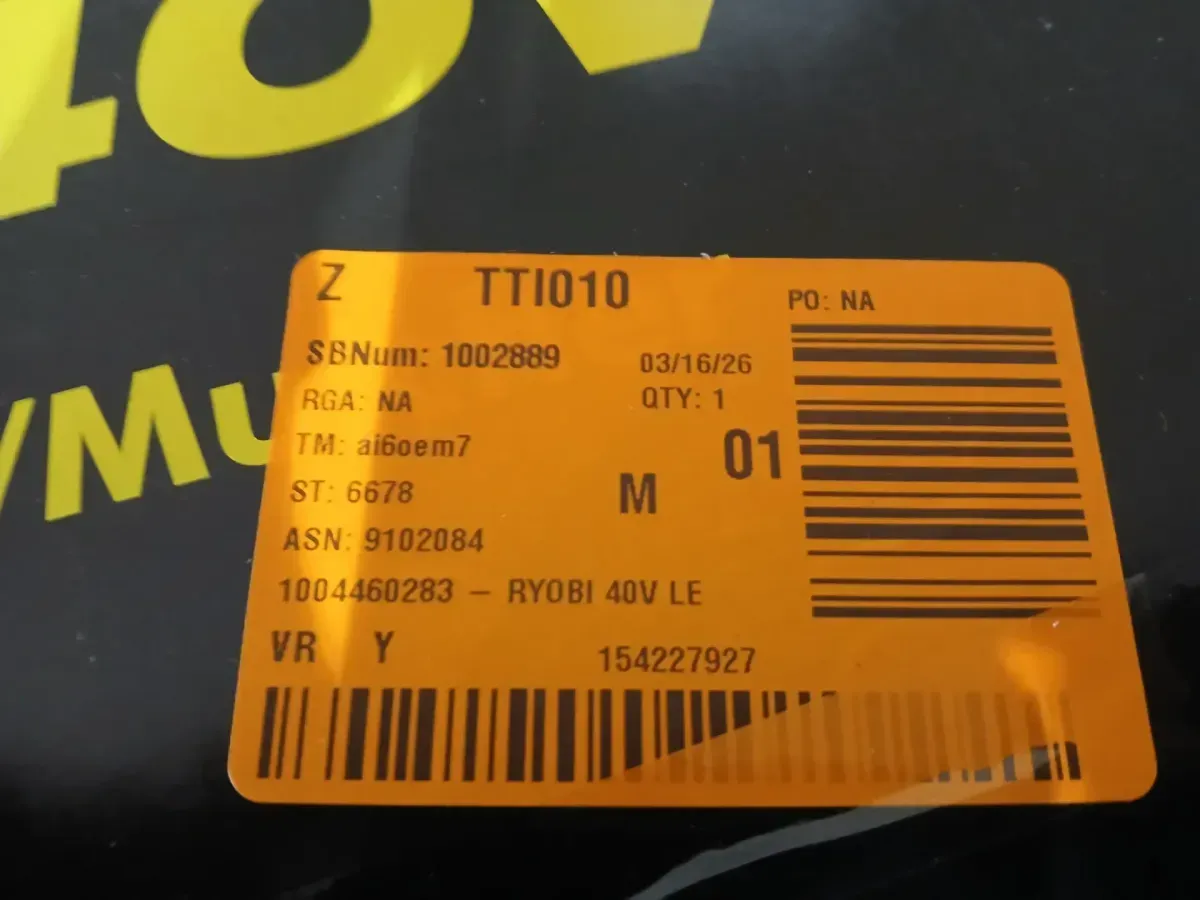 40V
/Mu
Z TTI010 PO: NA
SBNum: 1002889 03/16/26
RGA: NA QTY: 1
TM: ai6oem7 01
ST: 6678 M
ASN: 9102084
1004460283 – RYOBI 40V LE
VR Y 154227927